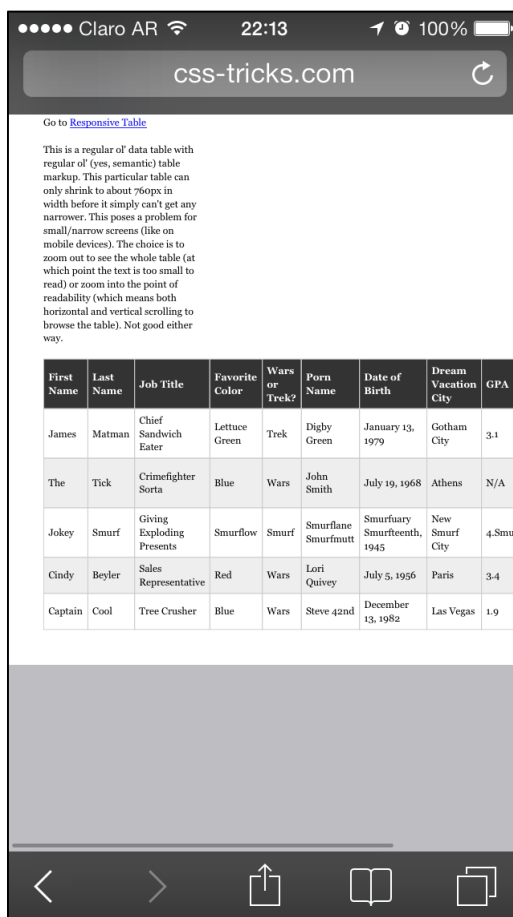 Claro AR 22:13 100%
css-tricks.com
Go to Responsive Table
This is a regular ol' data table with
regular ol' (yes, semantic) table
markup. This particular table can
only shrink to about 760px in
width before it simply can't get any
narrower. This poses a problem for
small/narrow screens (like on
mobile devices). The choice is to
zoom out to see the whole table (at
which point the text is too small to
read) or zoom into the point of
readability (which means both
horizontal and vertical scrolling to
browse the table). Not good either
way.
First Name Last Name Job Title Favorite Color Wars or Trek? Porn Name Date of Birth Dream Vacation City GPA
James Matman Chief Sandwich Eater Lettuce Green Trek Digby Green January 13, 1979 Gotham City 3.1
The Tick Crimefighter Sorta Blue Wars John Smith July 19, 1968 Athens N/A
Jokey Smurf Giving Exploding Presents Smurflow Smurf Smurflane Smurfmutt Smurfuary Smurfteenth, 1945 New Smurf City 4.Smu
Cindy Beyler Sales Representative Red Wars Lori Quivey July 5, 1956 Paris 3.4
Captain Cool Tree Crusher Blue Wars Steve 42nd December 13, 1982 Las Vegas 1.9